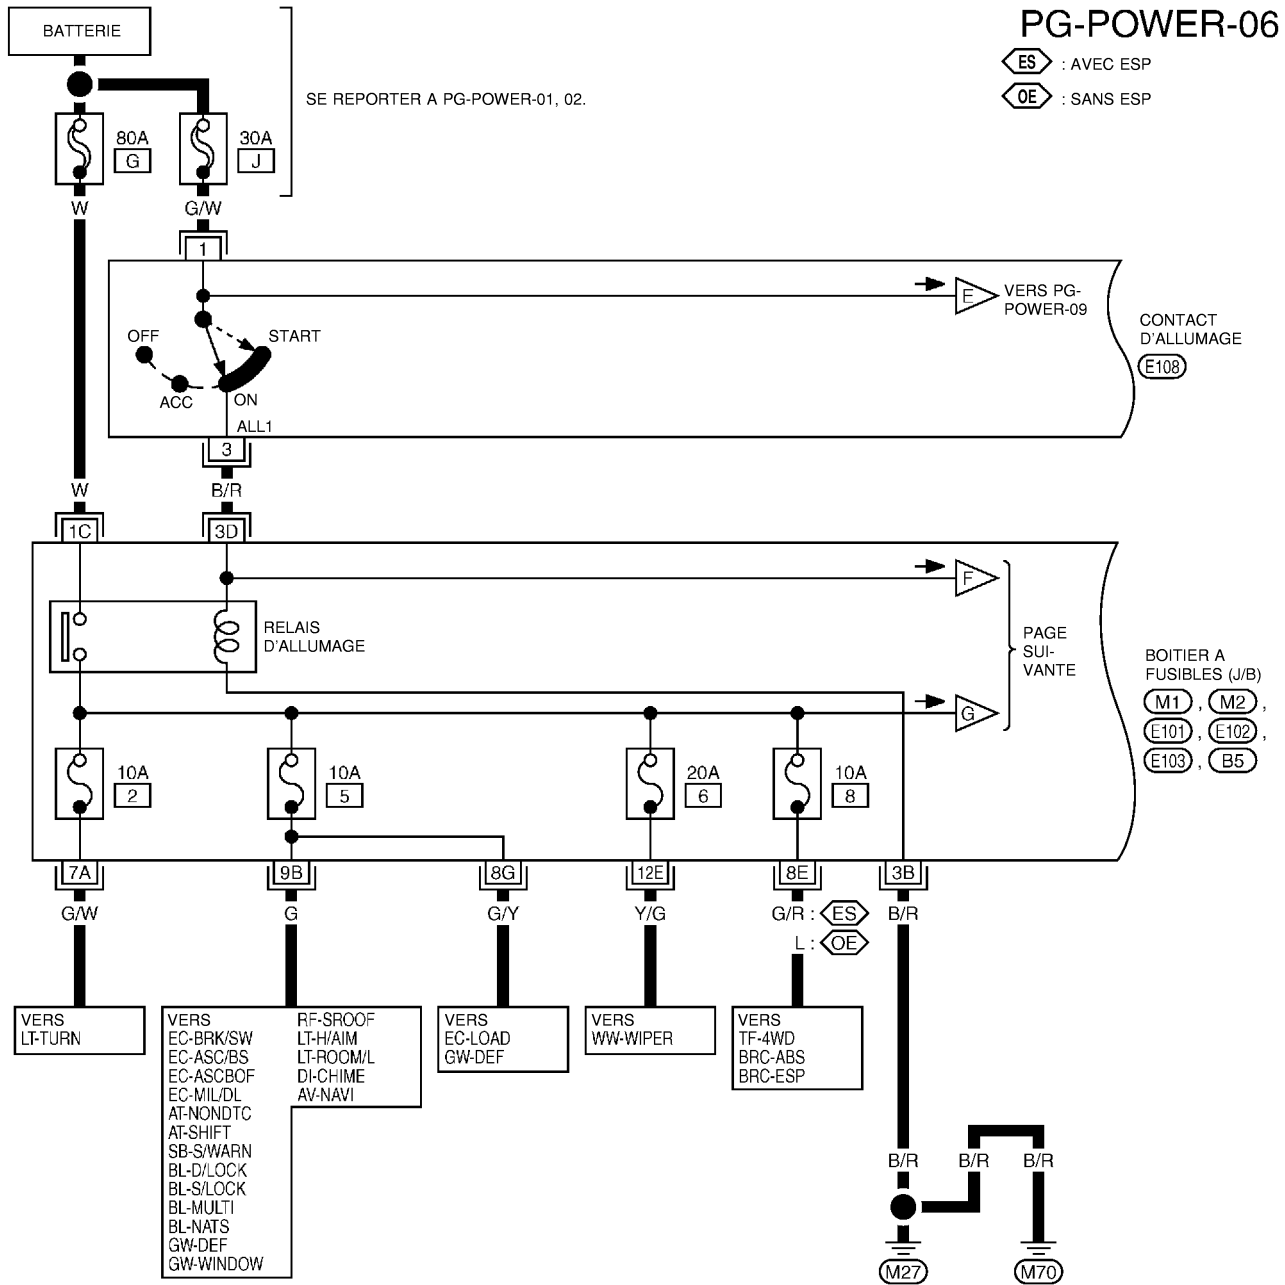 PG-POWER-06
BATTERIE
ES : AVEC ESP
OE : SANS ESP
SE REPORTER A PG-POWER-01, 02.
80A
G
30A
J
W
G/W
1
E
VERS PG-
POWER-09
OFF
START
ACC
ON
ALL1
CONTACT
D'ALLUMAGE
E108
3
W
B/R
1C
3D
F
RELAIS
D'ALLUMAGE
PAGE
SUI-
VANTE
G
BOITIER A
FUSIBLES (J/B)
M1 , M2 ,
E101 , E102 ,
E103 , B5
10A
2
10A
5
20A
6
10A
8
7A
9B
8G
12E
8E
3B
G/W
G
G/Y
Y/G
G/R : ES
L : OE
B/R
VERS
LT-TURN
VERS
EC-BRK/SW
EC-ASC/BS
EC-ASCBOF
EC-MIL/DL
AT-NONDTC
AT-SHIFT
SB-S/WARN
BL-D/LOCK
BL-S/LOCK
BL-MULTI
BL-NATS
GW-DEF
GW-WINDOW
RF-SROOF
LT-H/AIM
LT-ROOM/L
DI-CHIME
AV-NAVI
VERS
EC-LOAD
GW-DEF
VERS
WW-WIPER
VERS
TF-4WD
BRC-ABS
BRC-ESP
B/R
B/R
B/R
M27
M70